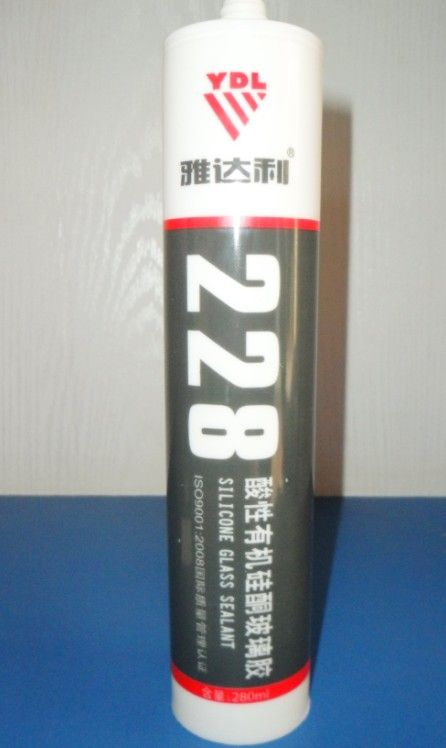 YDL
雅达利®
228
酸性有机硅酮玻璃胶
SILICONE GLASS SEALANT
ISO9001:2008国际质量管理认证
含量:280ml